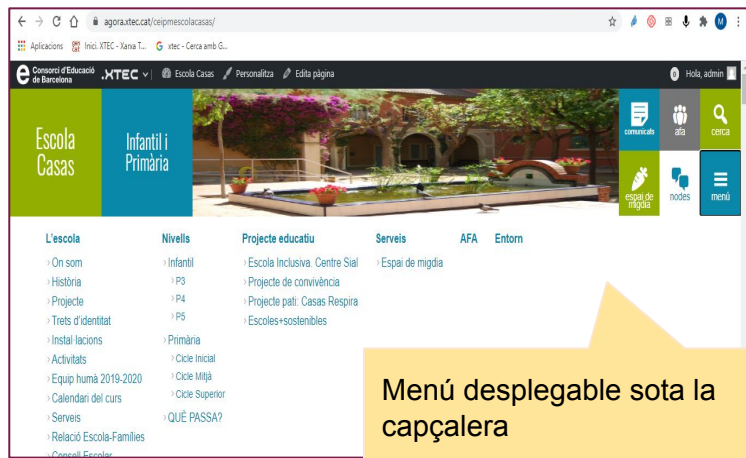 agora.xtec.cat/ceipmescolacasas/
Aplicacions Inici. XTEC - Xarxa T... xtec - Cerca amb G...
Consorci d'Educació de Barcelona .XTEC Escola Casas Personalitza Edita pàgina 0 Hola, admin
Escola Casas
Infantil i Primària
comunicats afa cerca
espai de migdia nodes menú
L'escola Nivells Projecte educatiu Serveis AFA Entorn
On som
Història
Projecte
Trets d'identitat
Instal·lacions
Activitats
Equip humà 2019-2020
Calendari del curs
Serveis
Relació Escola-Famílies
Consell Escolar
Infantil
P3
P4
P5
Primària
Cicle Inicial
Cicle Mitjà
Cicle Superior
QUÈ PASSA?
Escola Inclusiva. Centre Sial
Projecte de convivència
Projecte pati: Casas Respira
Escoles+sostenibles
Espai de migdia
Menú desplegable sota la
capçalera